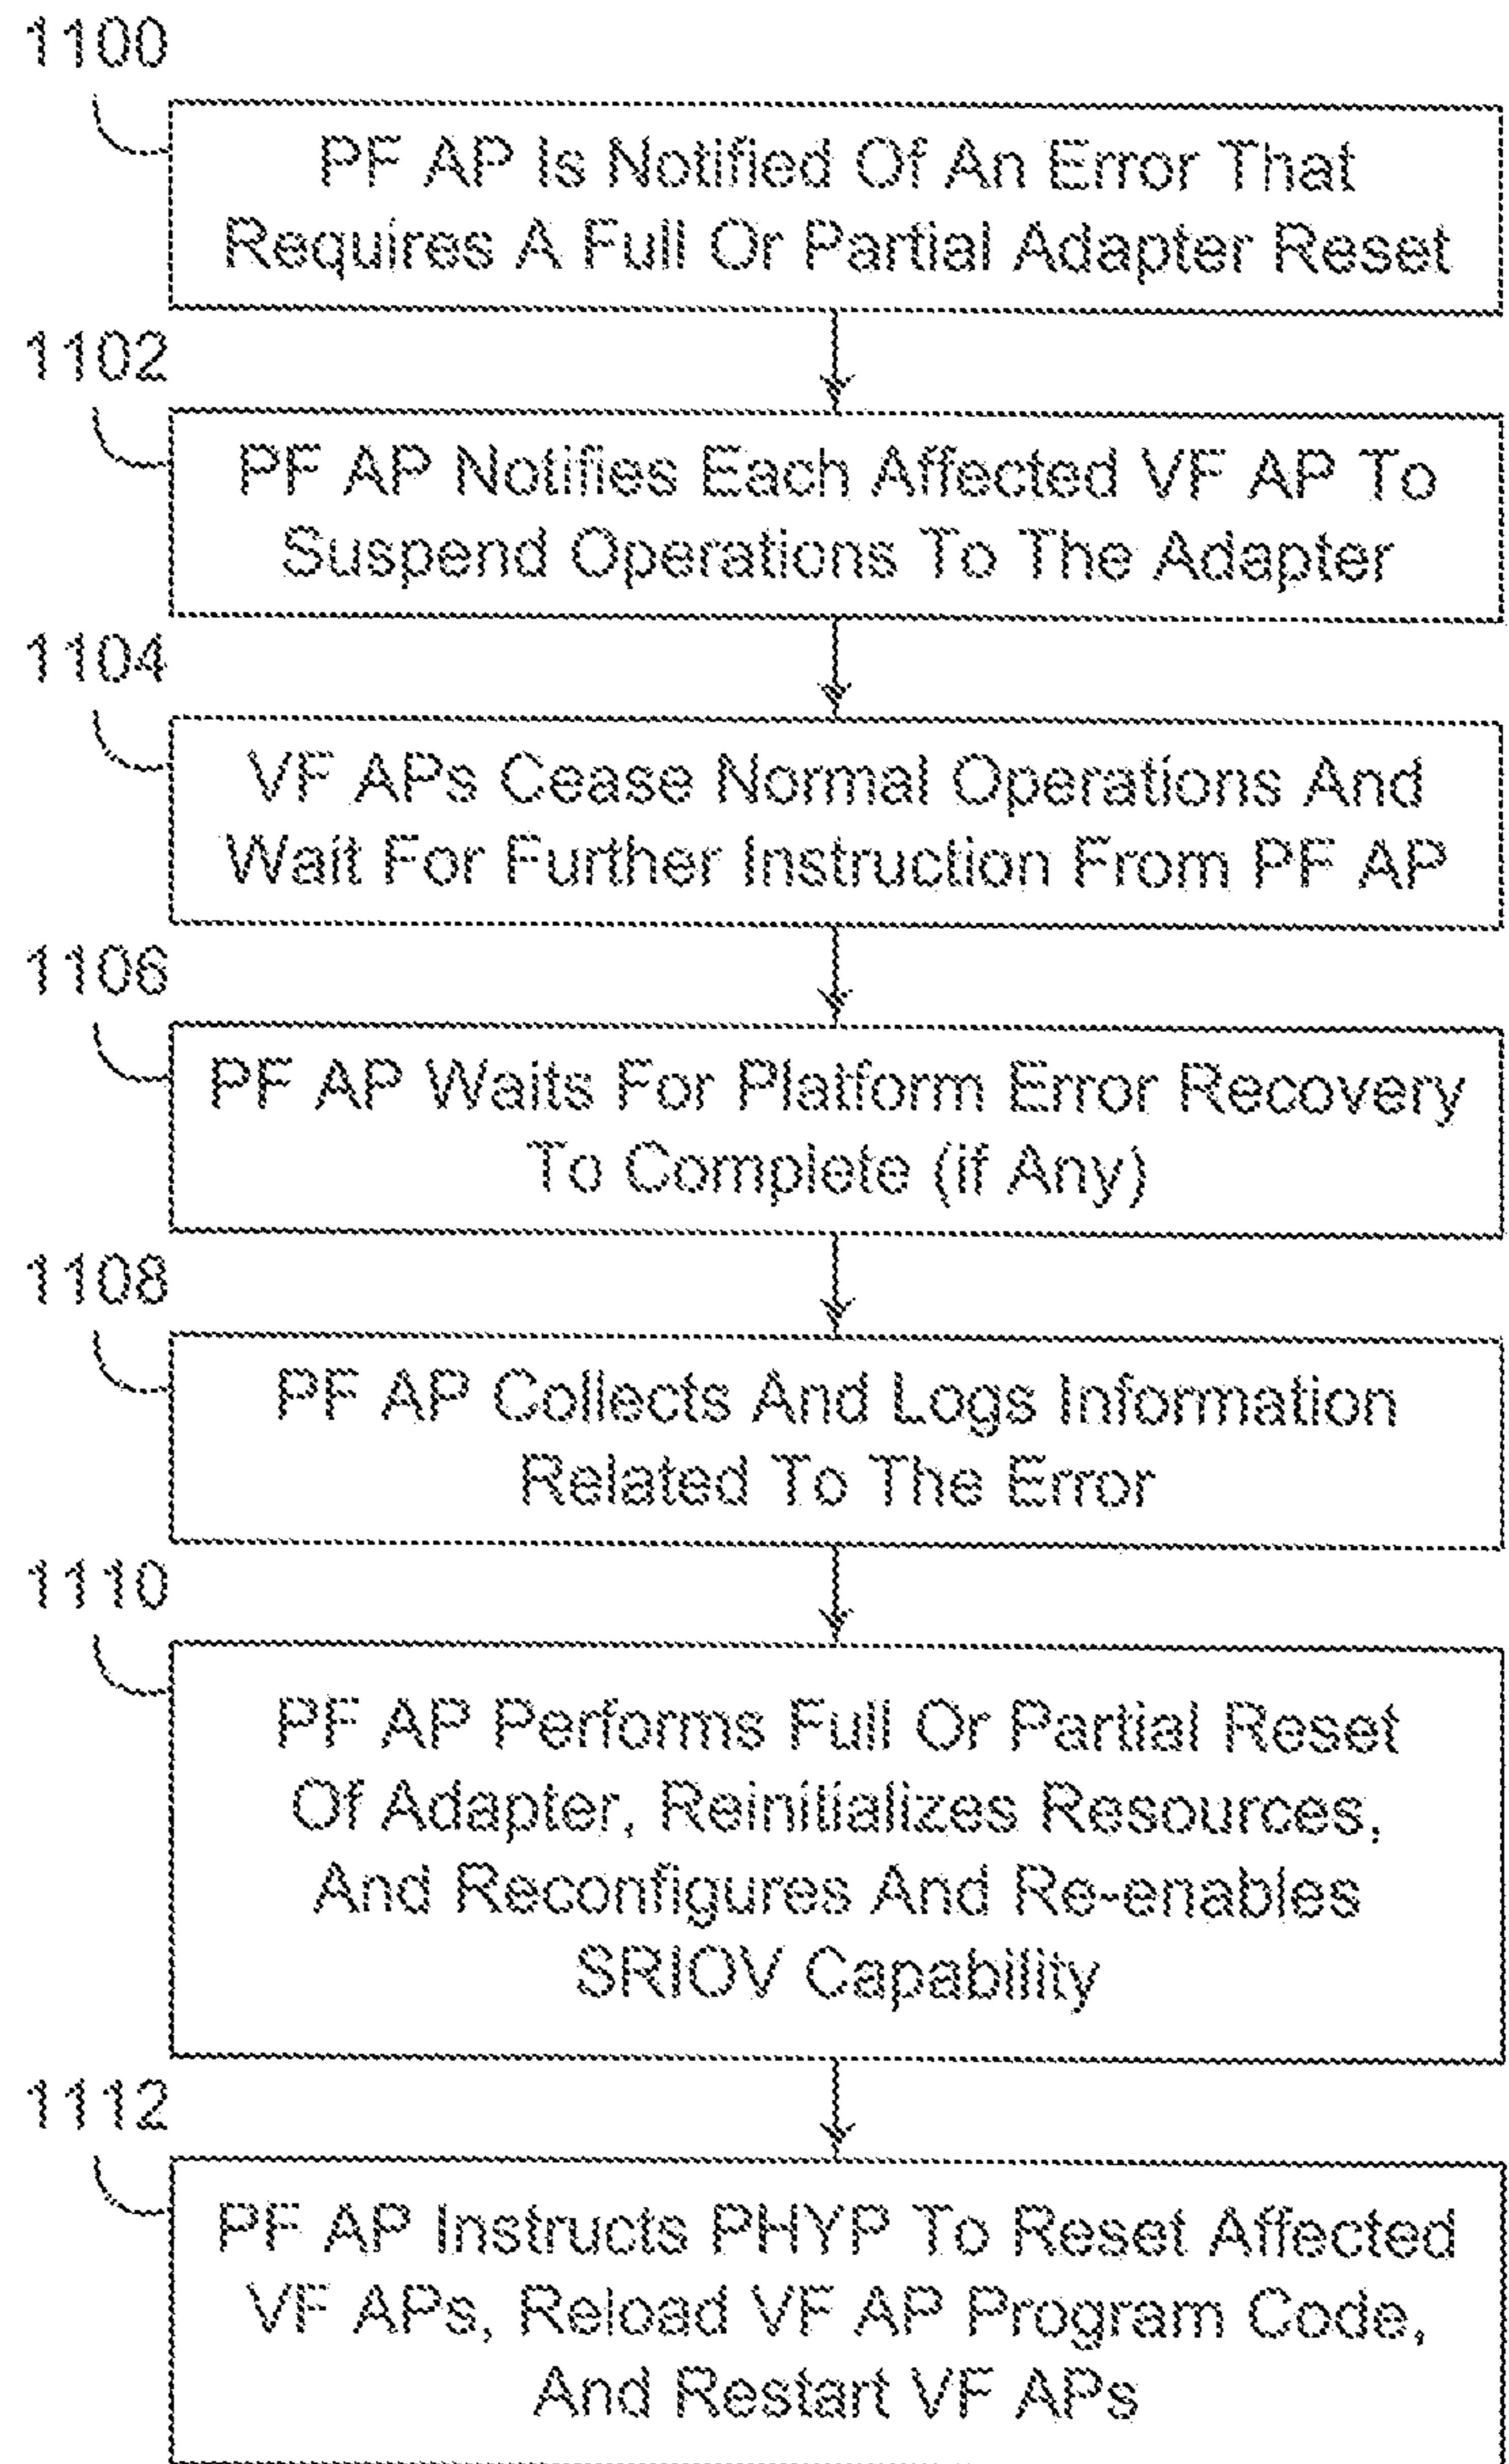 1100
PF AP Is Notified Of An Error That
Requires A Full Or Partial Adapter Reset
1102
PF AP Notifies Each Affected VF AP To
Suspend Operations To The Adapter
1104
VF APs Cease Normal Operations And
Wait For Further Instruction From PF AP
1106
PF AP Waits For Platform Error Recovery
To Complete (if Any)
1108
PF AP Collects And Logs Information
Related To The Error
1110
PF AP Performs Full Or Partial Reset
Of Adapter, Reinitializes Resources,
And Reconfigures And Re-enables
SRIOV Capability
1112
PF AP Instructs PHYP To Reset Affected
VF APs, Reload VF AP Program Code,
And Restart VF APs